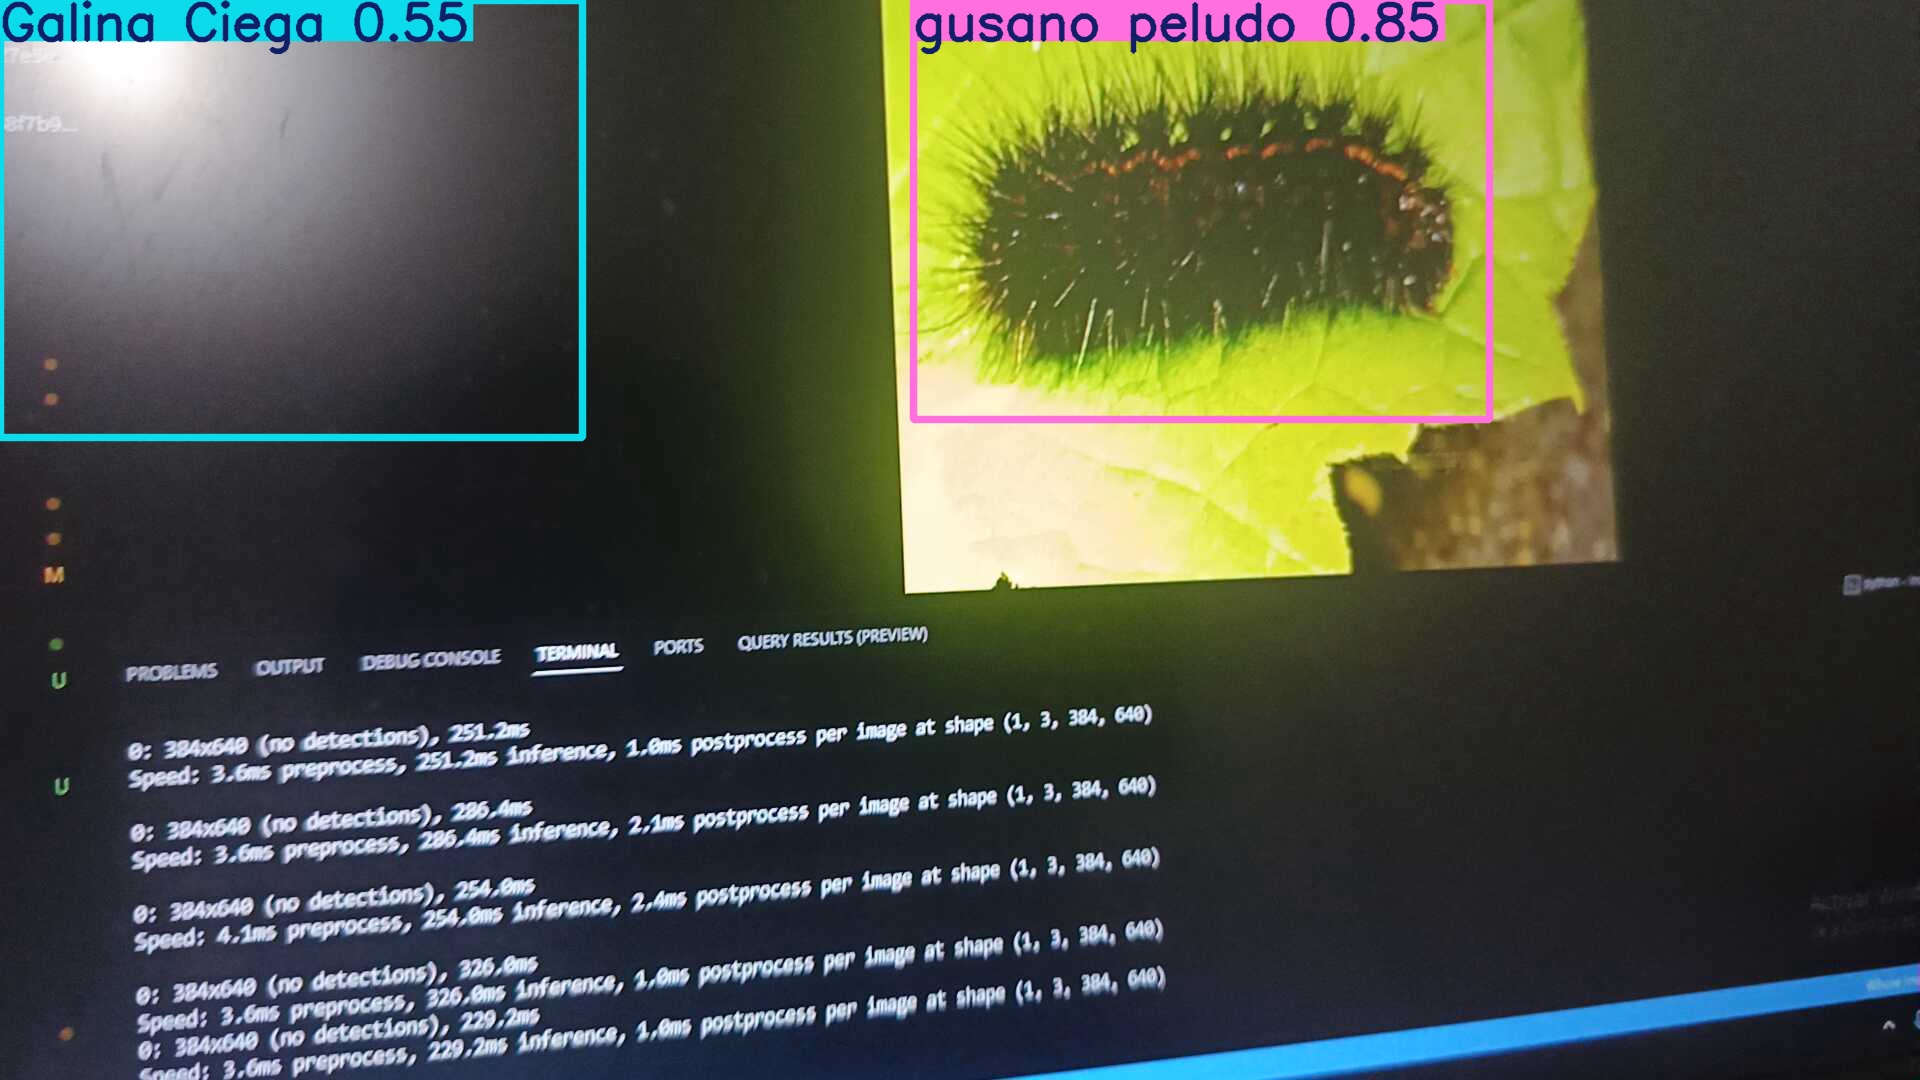 Galina Ciega 0.55
gusano peludo 0.85
8f7b9...
M
U
U
PROBLEMS OUTPUT DEBUG CONSOLE TERMINAL PORTS QUERY RESULTS (PREVIEW)
0: 384x640 (no detections), 251.2ms
Speed: 3.6ms preprocess, 251.2ms inference, 1.0ms postprocess per image at shape (1, 3, 384, 640)
0: 384x640 (no detections), 286.4ms
Speed: 3.6ms preprocess, 286.4ms inference, 2.1ms postprocess per image at shape (1, 3, 384, 640)
0: 384x640 (no detections), 254.0ms
Speed: 4.1ms preprocess, 254.0ms inference, 2.4ms postprocess per image at shape (1, 3, 384, 640)
0: 384x640 (no detections), 326.0ms
Speed: 3.6ms preprocess, 326.0ms inference, 1.0ms postprocess per image at shape (1, 3, 384, 640)
0: 384x640 (no detections), 229.2ms
Speed: 3.6ms preprocess, 229.2ms inference, 1.0ms postprocess per image at shape (1, 3, 384, 640)